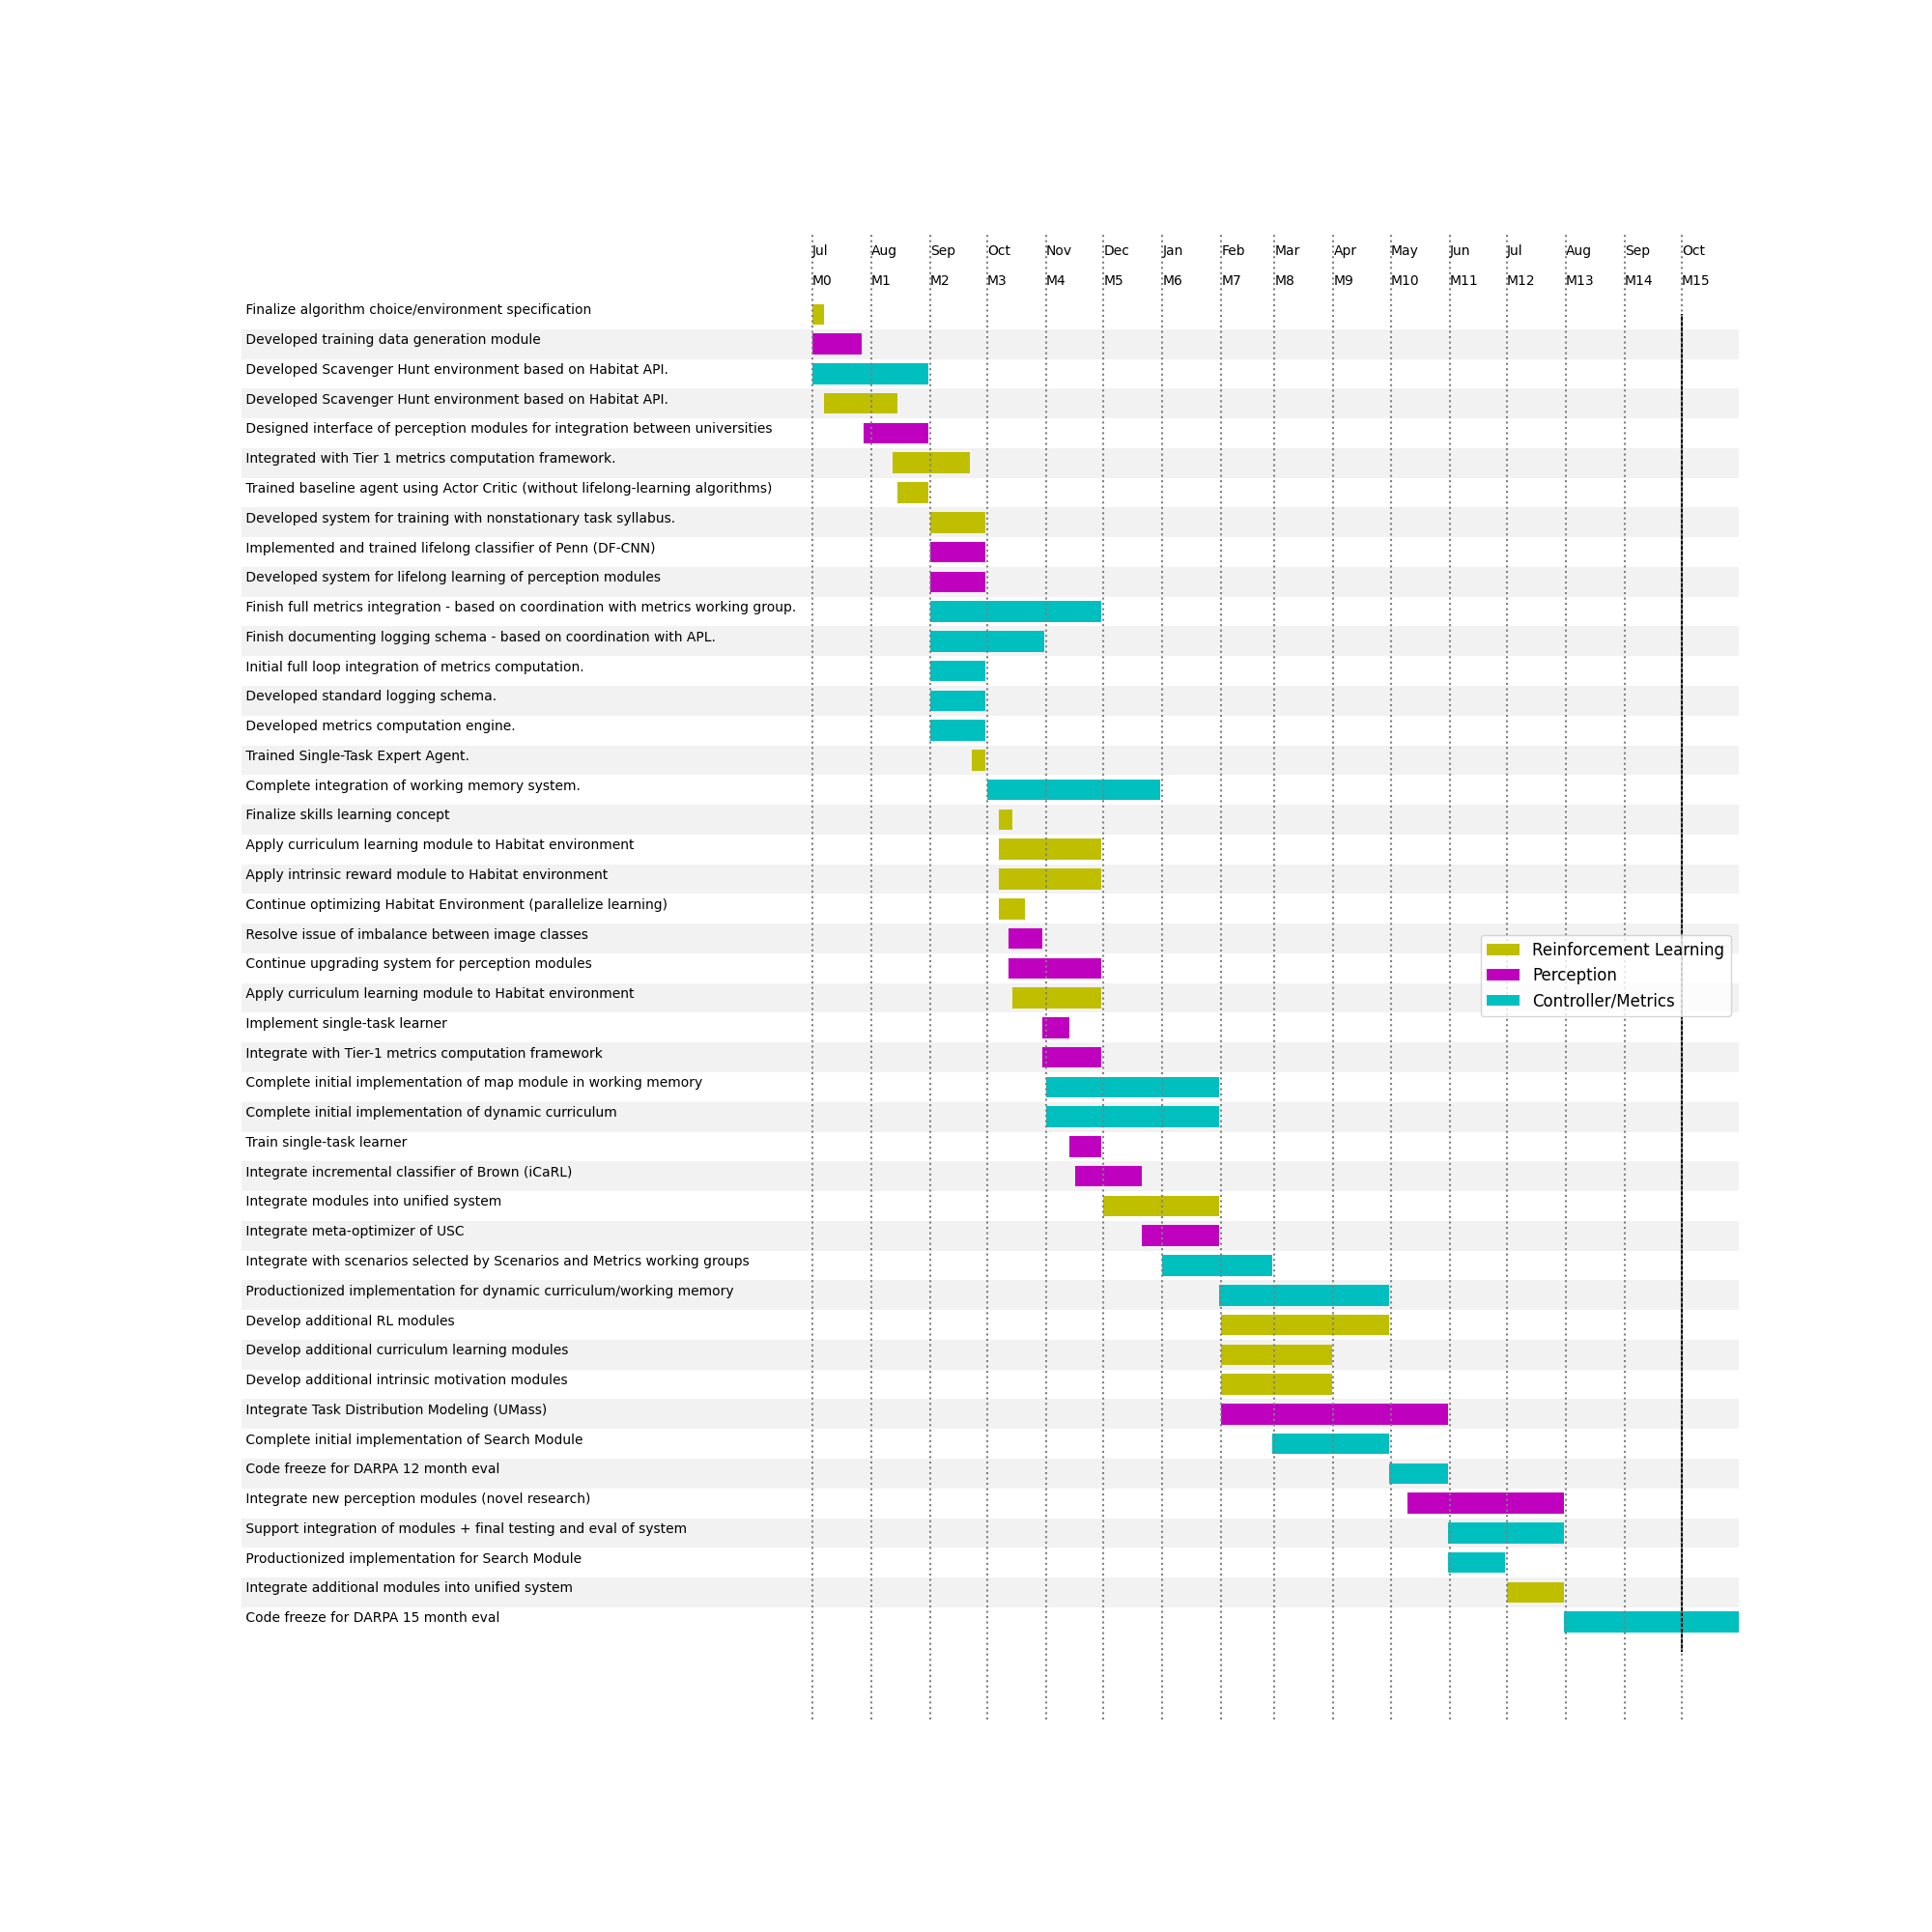 Jul Aug Sep Oct Nov Dec Jan Feb Mar Apr May Jun Jul Aug Sep Oct
M0 M1 M2 M3 M4 M5 M6 M7 M8 M9 M10 M11 M12 M13 M14 M15
Finalize algorithm choice/environment specification
Developed training data generation module
Developed Scavenger Hunt environment based on Habitat API.
Developed Scavenger Hunt environment based on Habitat API.
Designed interface of perception modules for integration between universities
Integrated with Tier 1 metrics computation framework.
Trained baseline agent using Actor Critic (without lifelong-learning algorithms)
Developed system for training with nonstationary task syllabus.
Implemented and trained lifelong classifier of Penn (DF-CNN)
Developed system for lifelong learning of perception modules
Finish full metrics integration - based on coordination with metrics working group.
Finish documenting logging schema - based on coordination with APL.
Initial full loop integration of metrics computation.
Developed standard logging schema.
Developed metrics computation engine.
Trained Single-Task Expert Agent.
Complete integration of working memory system.
Finalize skills learning concept
Apply curriculum learning module to Habitat environment
Apply intrinsic reward module to Habitat environment
Continue optimizing Habitat Environment (parallelize learning)
Resolve issue of imbalance between image classes
Continue upgrading system for perception modules
Apply curriculum learning module to Habitat environment
Implement single-task learner
Integrate with Tier-1 metrics computation framework
Complete initial implementation of map module in working memory
Complete initial implementation of dynamic curriculum
Train single-task learner
Integrate incremental classifier of Brown (iCaRL)
Integrate modules into unified system
Integrate meta-optimizer of USC
Integrate with scenarios selected by Scenarios and Metrics working groups
Productionized implementation for dynamic curriculum/working memory
Develop additional RL modules
Develop additional curriculum learning modules
Develop additional intrinsic motivation modules
Integrate Task Distribution Modeling (UMass)
Complete initial implementation of Search Module
Code freeze for DARPA 12 month eval
Integrate new perception modules (novel research)
Support integration of modules + final testing and eval of system
Productionized implementation for Search Module
Integrate additional modules into unified system
Code freeze for DARPA 15 month eval
Reinforcement Learning
Perception
Controller/Metrics